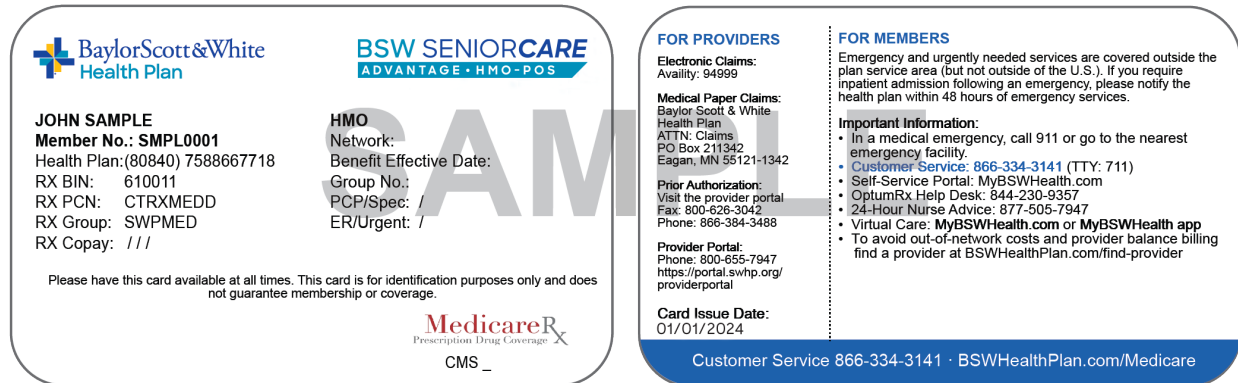 BaylorScott&White
Health Plan
BSW SENIORCARE
ADVANTAGE · HMO-POS
JOHN SAMPLE
Member No.: SMPL0001
Health Plan:(80840) 7588667718
RX BIN: 610011
RX PCN: CTRXMEDD
RX Group: SWPMED
RX Copay: / / /
HMO
Network:
Benefit Effective Date:
Group No.:
PCP/Spec: /
ER/Urgent: /
Please have this card available at all times. This card is for identification purposes only and does
not guarantee membership or coverage.
MedicareRx
Prescription Drug Coverage
CMS _
SAMPLE
FOR PROVIDERS
Electronic Claims:
Availity: 94999
Medical Paper Claims:
Baylor Scott & White
Health Plan
ATTN: Claims
PO Box 211342
Eagan, MN 55121-1342
Prior Authorization:
Visit the provider portal
Fax: 800-626-3042
Phone: 866-384-3488
Provider Portal:
Phone: 800-655-7947
https://portal.swhp.org/
providerportal
Card Issue Date:
01/01/2024
FOR MEMBERS
Emergency and urgently needed services are covered outside the
plan service area (but not outside of the U.S.). If you require
inpatient admission following an emergency, please notify the
health plan within 48 hours of emergency services.
Important Information:
• In a medical emergency, call 911 or go to the nearest
emergency facility.
• Customer Service: 866-334-3141 (TTY: 711)
• Self-Service Portal: MyBSWHealth.com
• OptumRx Help Desk: 844-230-9357
• 24-Hour Nurse Advice: 877-505-7947
• Virtual Care: MyBSWHealth.com or MyBSWHealth app
• To avoid out-of-network costs and provider balance billing
find a provider at BSWHealthPlan.com/find-provider
Customer Service 866-334-3141 · BSWHealthPlan.com/Medicare